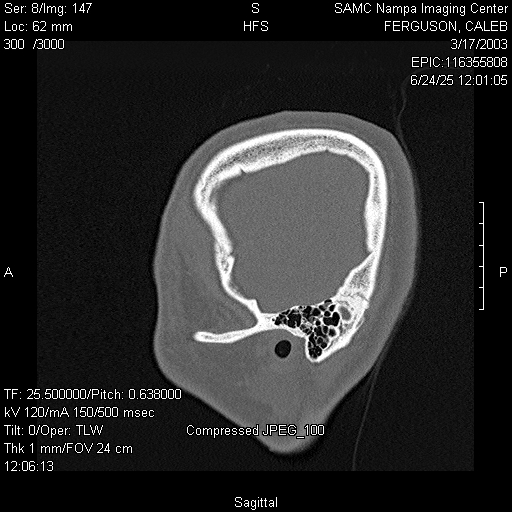 Ser: 8/Img: 147
S
SAMC Nampa Imaging Center
Loc: 62 mm
HFS
FERGUSON, CALEB
300 /3000
3/17/2003
EPIC:116355808
6/24/25 12:01:05
A
P
TF: 25.500000/Pitch: 0.638000
kV 120/mA 150/500 msec
Tilt: 0/Oper: TLW
Compressed JPEG_100
Thk 1 mm/FOV 24 cm
12:06:13
Sagittal